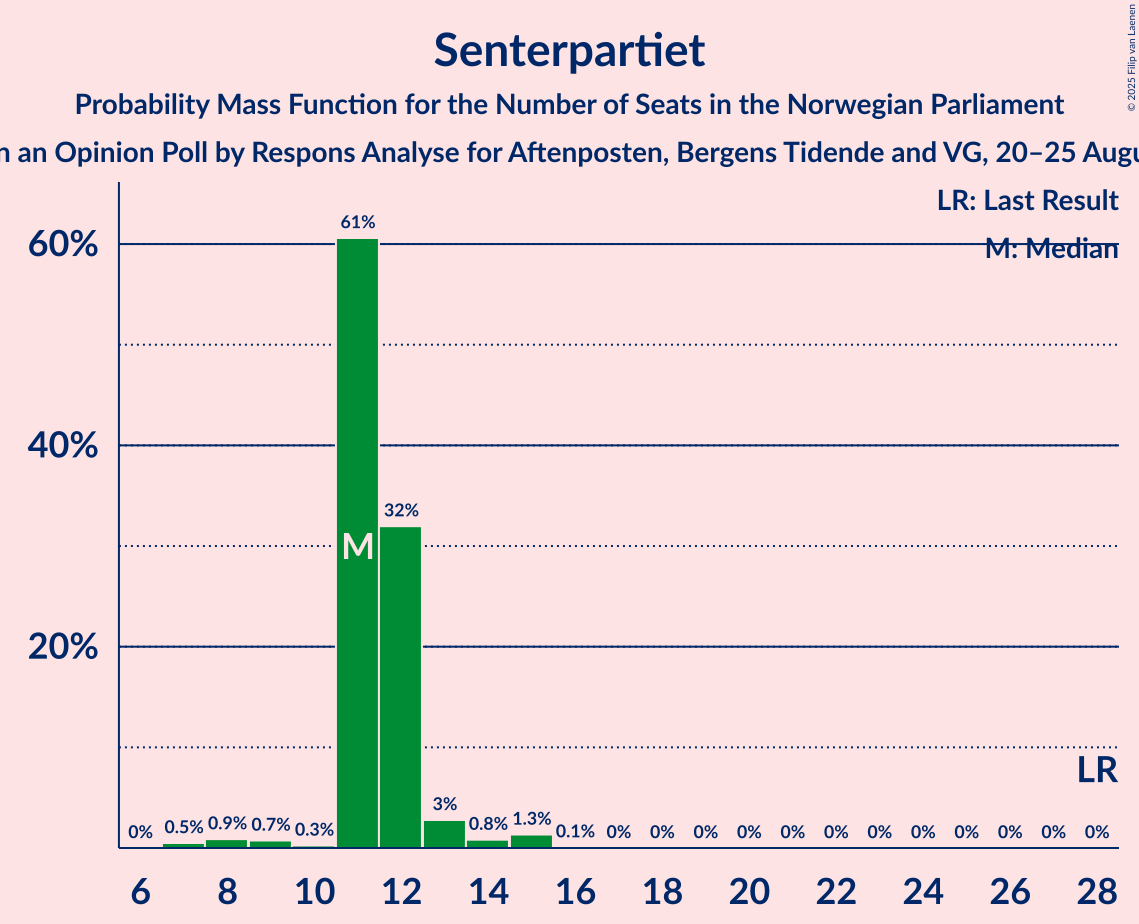 Senterpartiet
Probability Mass Function for the Number of Seats in the Norwegian Parliament
an Opinion Poll by Respons Analyse for Aftenposten, Bergens Tidende and VG, 20–25
© 2025 Filip van Laenen
LR: Last Result
M: Median
60%
40%
20%
61%
32%
M
LR
0% 0.5% 0.9% 0.7% 0.3% 3% 0.8% 1.3% 0.1% 0% 0% 0% 0% 0% 0% 0% 0% 0% 0% 0% 0%
6 8 10 12 14 16 18 20 22 24 26 28